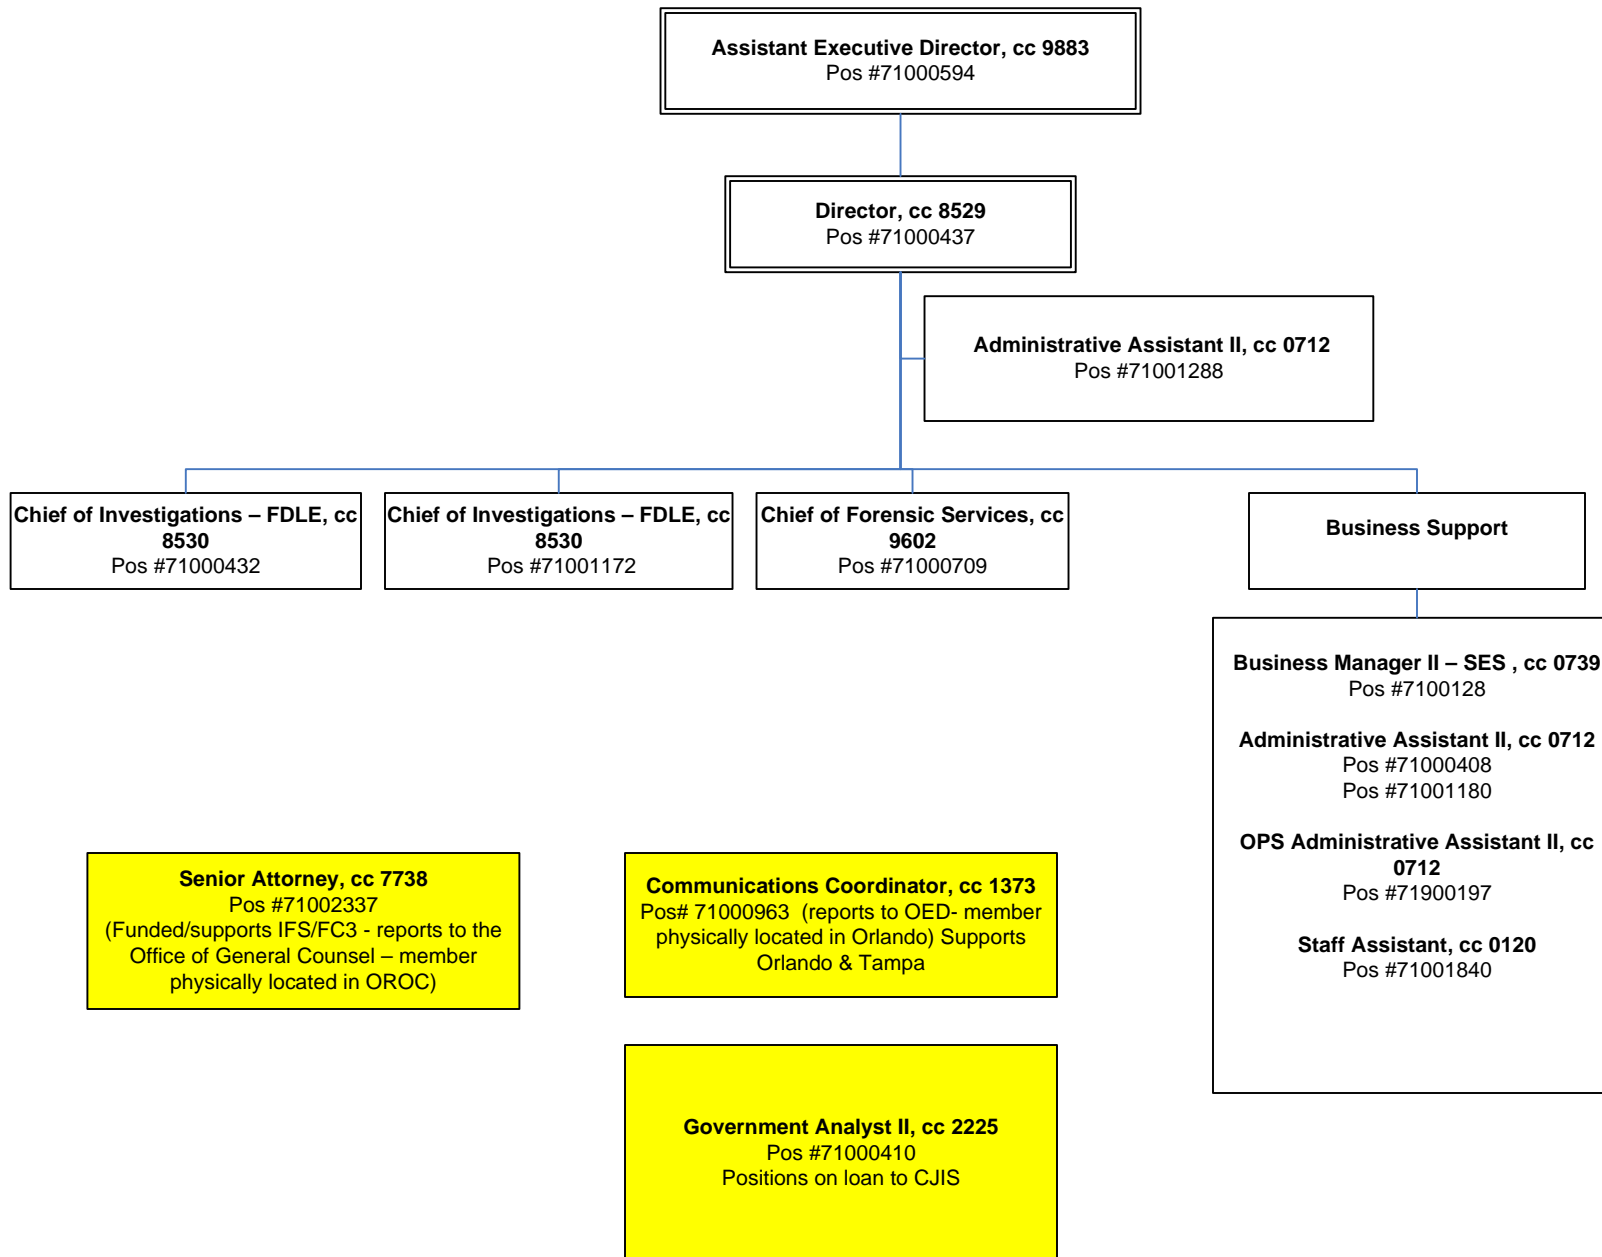 Assistant Executive Director, cc 9883
Pos #71000594
Director, cc 8529
Pos #71000437
Administrative Assistant II, cc 0712
Pos #71001288
Chief of Investigations – FDLE, cc
8530
Pos #71000432
Chief of Investigations – FDLE, cc
8530
Pos #71001172
Chief of Forensic Services, cc
9602
Pos #71000709
Business Support
Business Manager II – SES , cc 0739
Pos #7100128
Administrative Assistant II, cc 0712
Pos #71000408
Pos #71001180
OPS Administrative Assistant II, cc
0712
Pos #71900197
Staff Assistant, cc 0120
Pos #71001840
Senior Attorney, cc 7738
Pos #71002337
(Funded/supports IFS/FC3 - reports to the
Office of General Counsel – member
physically located in OROC)
Communications Coordinator, cc 1373
Pos# 71000963  (reports to OED- member
physically located in Orlando) Supports
Orlando & Tampa
Government Analyst II, cc 2225
Pos #71000410
Positions on loan to CJIS